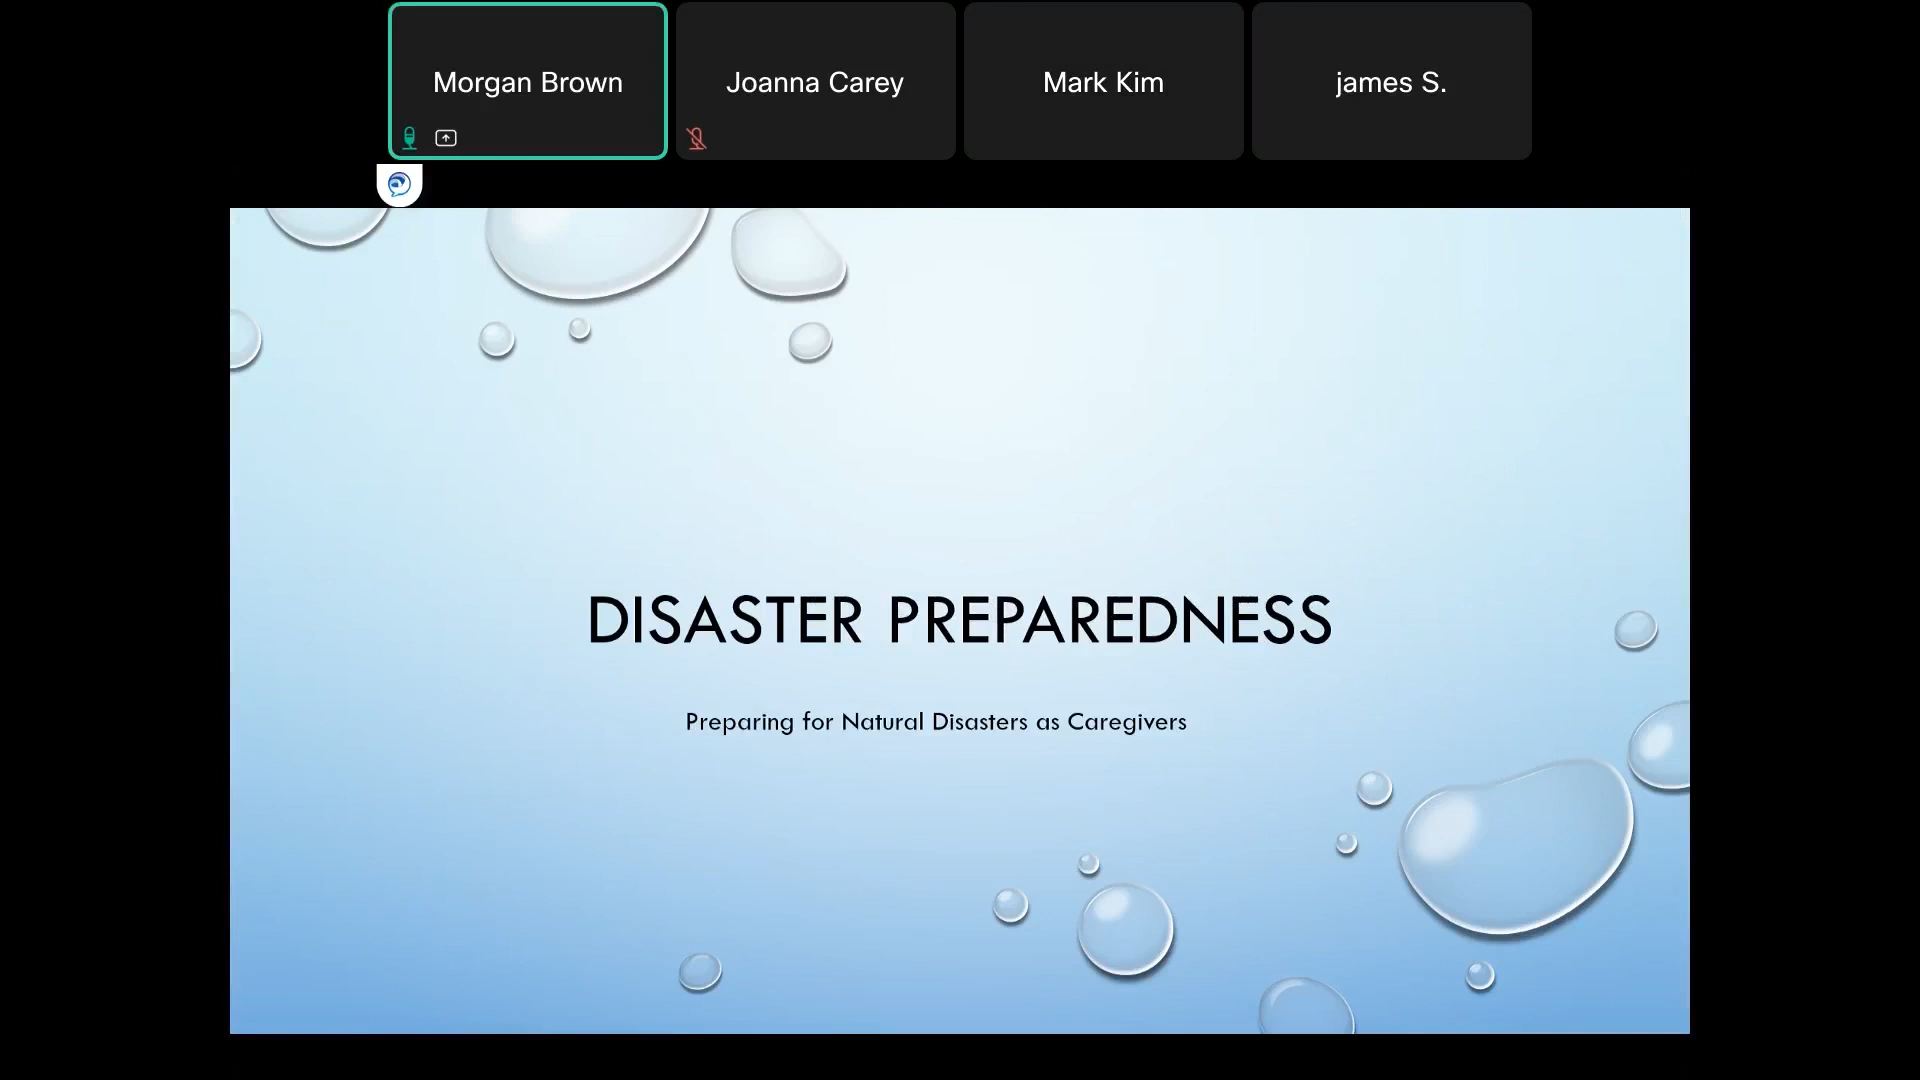 Morgan Brown
Joanna Carey
Mark Kim
james S.
DISASTER PREPAREDNESS
Preparing for Natural Disasters as Caregivers